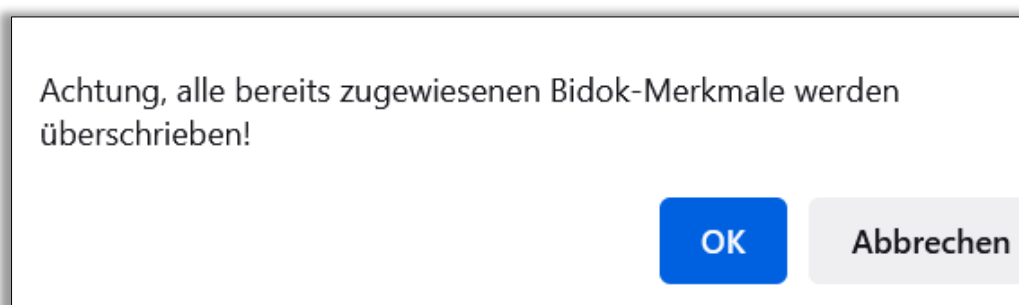 Achtung, alle bereits zugewiesenen Bidok-Merkmale werden
überschrieben!
OK Abbrechen